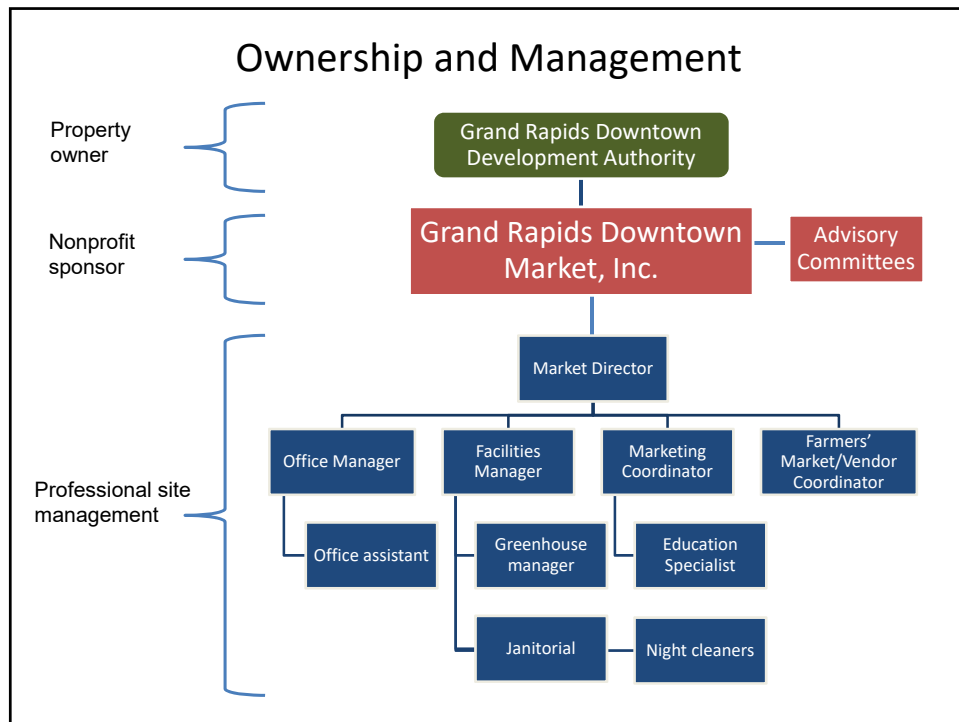 Ownership and Management
Property
owner
Grand Rapids Downtown
Development Authority
Nonprofit
sponsor
Grand Rapids Downtown
Market, Inc.
Advisory
Committees
Professional site
management
Market Director
Office Manager
Facilities
Manager
Marketing
Coordinator
Farmers’
Market/Vendor
Coordinator
Office assistant
Greenhouse
manager
Education
Specialist
Janitorial
Night cleaners